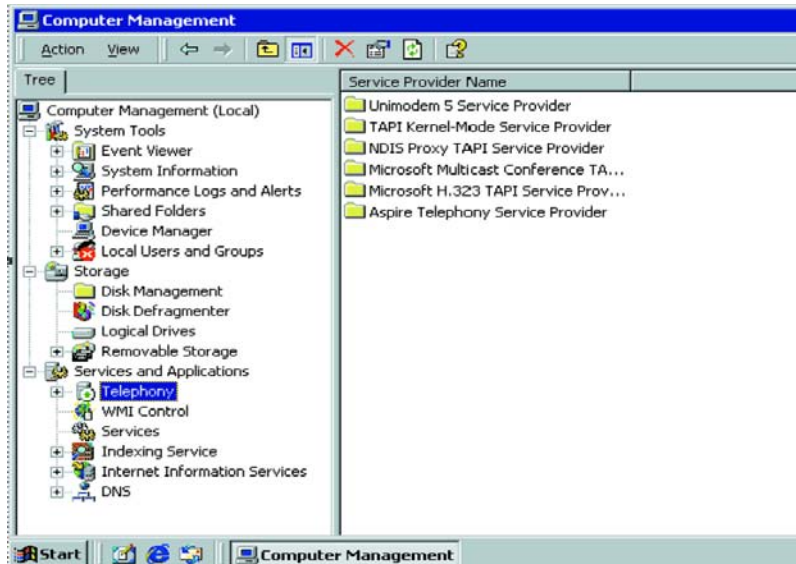 Computer Management
Action View
Tree
Computer Management (Local)
System Tools
Event Viewer
System Information
Performance Logs and Alerts
Shared Folders
Device Manager
Local Users and Groups
Storage
Disk Management
Disk Defragmenter
Logical Drives
Removable Storage
Services and Applications
Telephony
WMI Control
Services
Indexing Service
Internet Information Services
DNS
Service Provider Name
Unimodem 5 Service Provider
TAPI Kernel-Mode Service Provider
NDIS Proxy TAPI Service Provider
Microsoft Multicast Conference TA...
Microsoft H.323 TAPI Service Prov...
Aspire Telephony Service Provider
Start
Computer Management